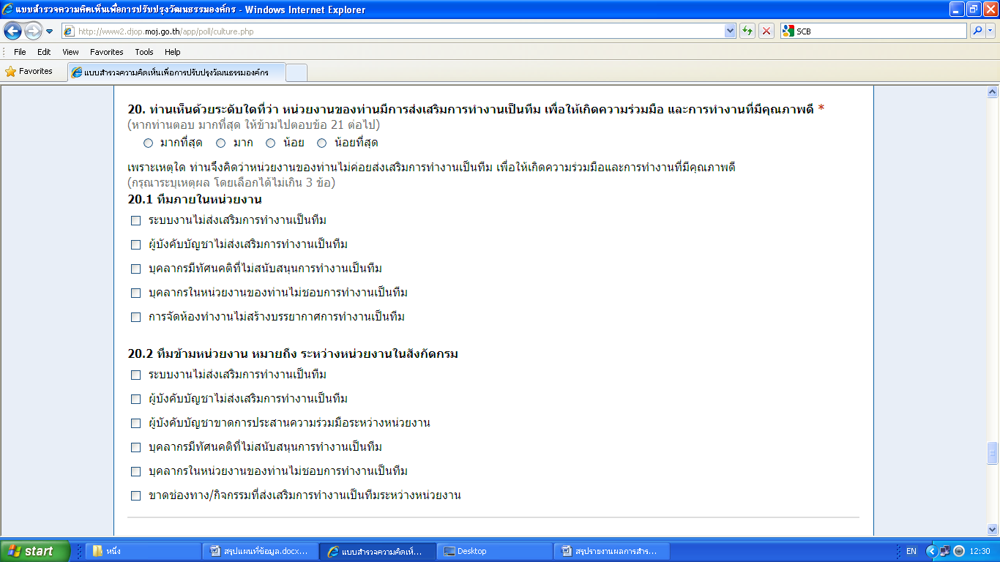 แบบสำรวจความคิดเห็นเพื่อการปรับปรุงวัฒนธรรมองค์กร - Windows Internet Explorer
http://www2.djop.moj.go.th/app/poll/culture.php SCB
File Edit View Favorites Tools Help
Favorites แบบสำรวจความคิดเห็นเพื่อการปรับปรุงวัฒนธรรมองค์กร
20. ท่านเห็นด้วยระดับใดที่ว่า หน่วยงานของท่านมีการส่งเสริมการทำงานเป็นทีม เพื่อให้เกิดความร่วมมือ และการทำงานที่มีคุณภาพดี *
(หากท่านตอบ มากที่สุด ให้ข้ามไปตอบข้อ 21 ต่อไป)
มากที่สุด มาก น้อย น้อยที่สุด
เพราะเหตุใด ท่านจึงคิดว่าหน่วยงานของท่านไม่ค่อยส่งเสริมการทำงานเป็นทีม เพื่อให้เกิดความร่วมมือและการทำงานที่มีคุณภาพดี
(กรุณาระบุเหตุผล โดยเลือกได้ไม่เกิน 3 ข้อ)
20.1 ทีมภายในหน่วยงาน
ระบบงานไม่ส่งเสริมการทำงานเป็นทีม
ผู้บังคับบัญชาไม่ส่งเสริมการทำงานเป็นทีม
บุคลากรมีทัศนคติที่ไม่สนับสนุนการทำงานเป็นทีม
บุคลากรในหน่วยงานของท่านไม่ชอบการทำงานเป็นทีม
การจัดห้องทำงานไม่สร้างบรรยากาศการทำงานเป็นทีม
20.2 ทีมข้ามหน่วยงาน หมายถึง ระหว่างหน่วยงานในสังกัดกรม
ระบบงานไม่ส่งเสริมการทำงานเป็นทีม
ผู้บังคับบัญชาไม่ส่งเสริมการทำงานเป็นทีม
ผู้บังคับบัญชาขาดการประสานความร่วมมือระหว่างหน่วยงาน
บุคลากรมีทัศนคติที่ไม่สนับสนุนการทำงานเป็นทีม
บุคลากรในหน่วยงานของท่านไม่ชอบการทำงานเป็นทีม
ขาดช่องทาง/กิจกรรมที่ส่งเสริมการทำงานเป็นทีมระหว่างหน่วยงาน
start หนึ่ง สรุปแผนที่ข้อมูล.docx... แบบสำรวจความคิดเห็... Desktop สรุปรายงานผลการสำร... EN 12:30